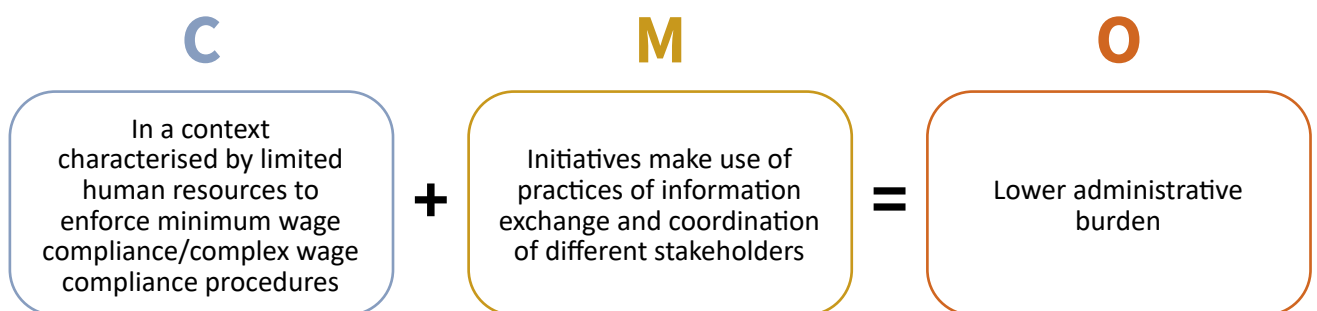 C
M
O
In a context
characterised by limited
human resources to
enforce minimum wage
compliance/complex wage
compliance procedures
+
Initiatives make use of
practices of information
exchange and coordination
of different stakeholders
=
Lower administrative
burden